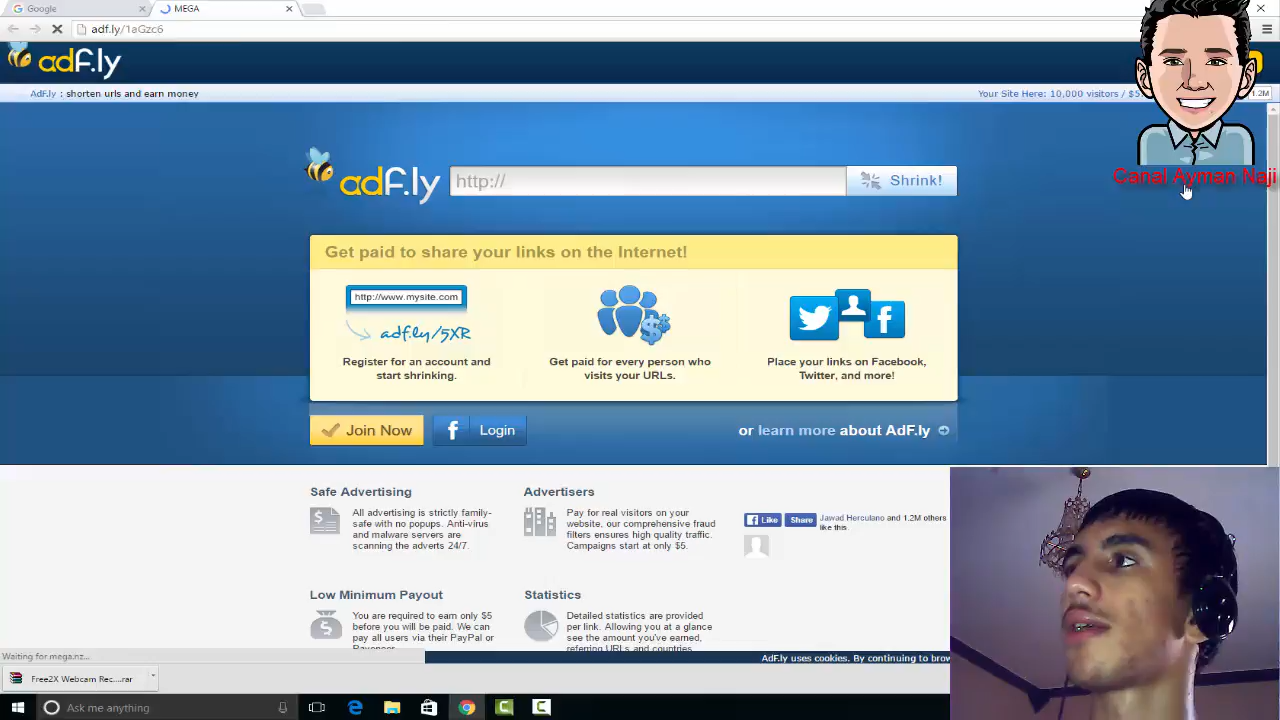 Google
MEGA
adf.ly/1aGzc6
adf.ly
AdF.ly : shorten urls and earn money
Your Site Here: 10,000 visitors / $5
1.2M
Canal Ayman Naji
adf.ly
http://
Shrink!
Get paid to share your links on the Internet!
http://www.mysite.com
adf.ly/5XR
Register for an account and
start shrinking.
Get paid for every person who
visits your URLs.
Place your links on Facebook,
Twitter, and more!
Join Now
f Login
or learn more about AdF.ly
Safe Advertising
All advertising is strictly family-
safe with no popups. Anti-virus
and malware servers are
scanning the adverts 24/7.
Advertisers
Pay for real visitors on your
website, our comprehensive fraud
filters ensures high quality traffic.
Campaigns start at only $5.
Like
Share
Jawad Herculano and 1.2M others
like this.
Low Minimum Payout
You are required to earn only $5
before you will be paid. We can
pay all users via their PayPal or
Payoneer
Statistics
Detailed statistics are provided
per link. Allowing you at a glance
see the amount you've earned,
referring URLs and countries
Waiting for mega.nz...
AdF.ly uses cookies. By continuing to brow
Free2X Webcam Rec....rar
Ask me anything